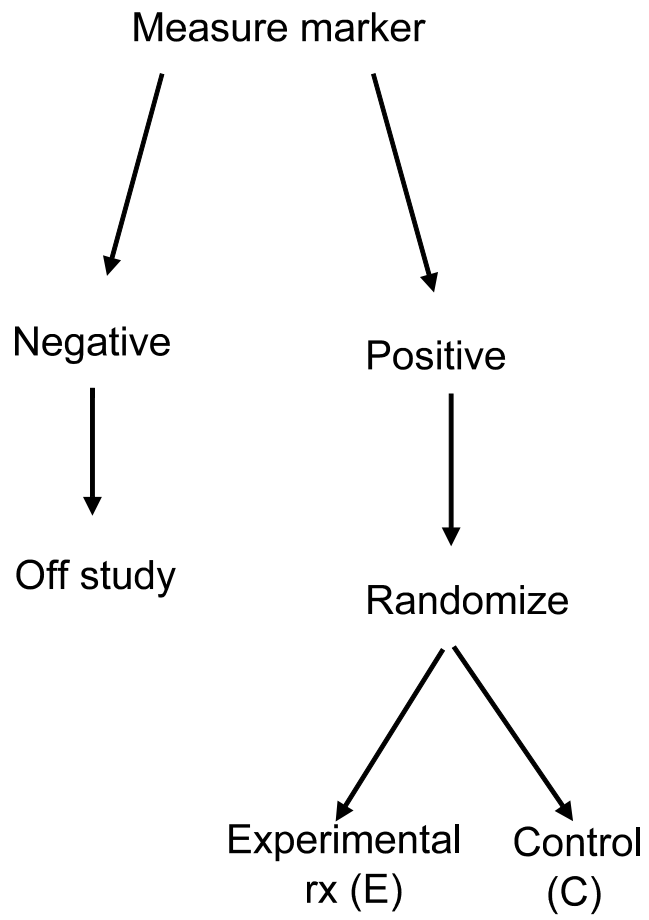 Measure marker
Negative
Positive
Off study
Randomize
Experimental
rx (E)
Control
(C)